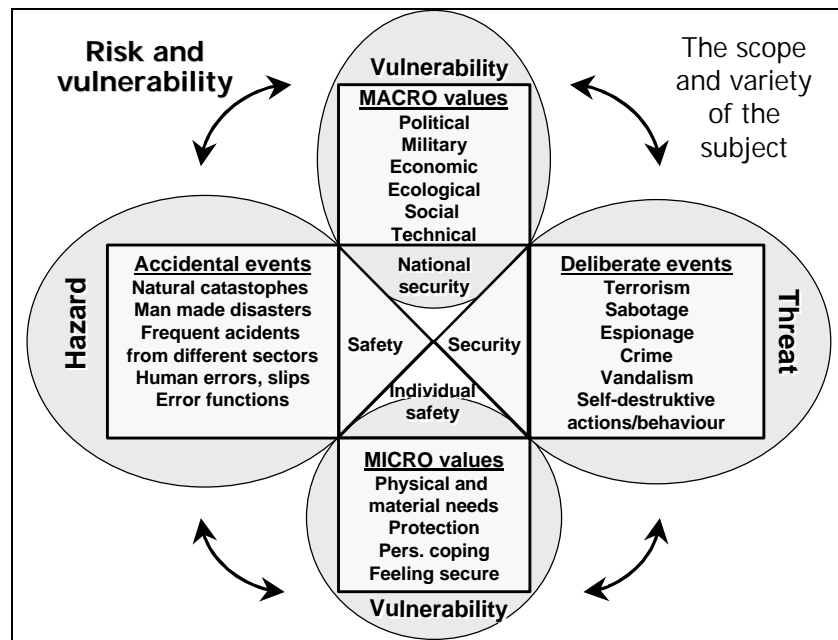 Risk and
vulnerability
The scope
and variety
of the
subject
Vulnerability
MACRO values
Political
Military
Economic
Ecological
Social
Technical
National
security
Hazard
Accidental events
Natural catastophes
Man made disasters
Frequent acidents
from different sectors
Human errors, slips
Error functions
Safety
Security
Individual
safety
Deliberate events
Terrorism
Sabotage
Espionage
Crime
Vandalism
Self-destruktive
actions/behaviour
Threat
MICRO values
Physical and
material needs
Protection
Pers. coping
Feeling secure
Vulnerability